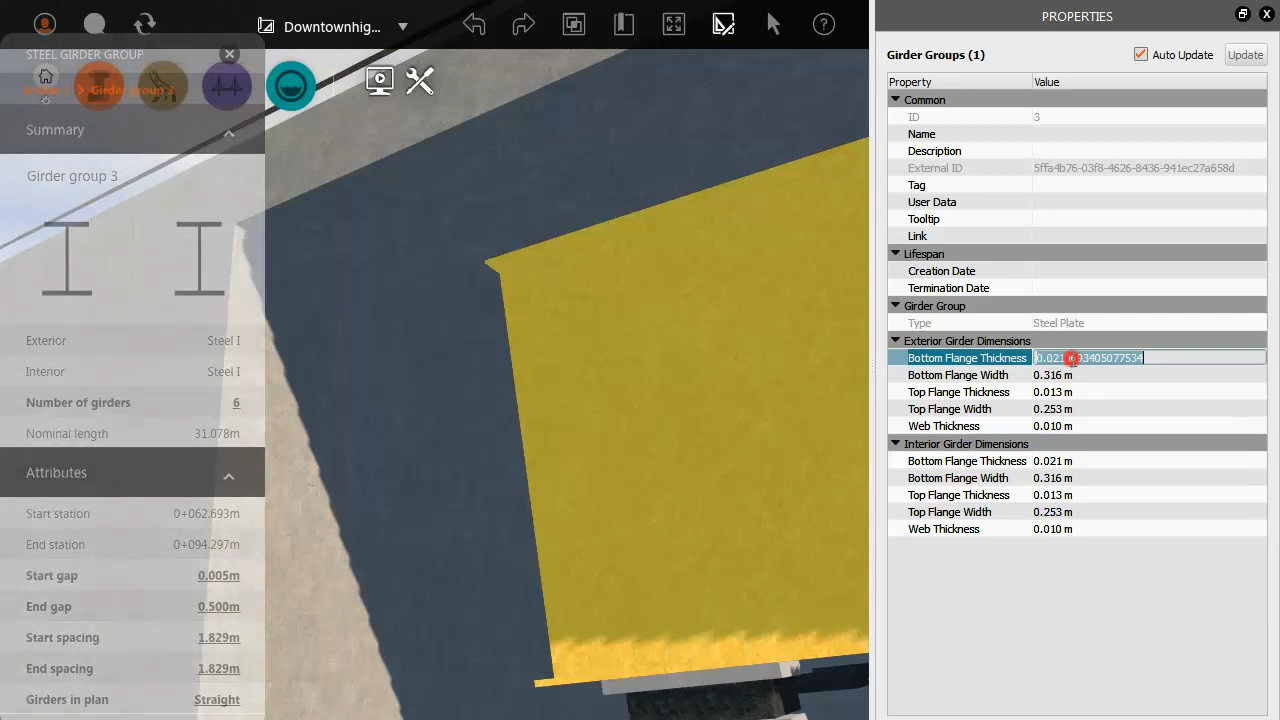 Downtownhig...
PROPERTIES
STEEL GIRDER GROUP
Girder group 3
Summary
Girder group 3
Exterior Steel I
Interior Steel I
Number of girders 6
Nominal length 31.078m
Attributes
Start station 0+062.693m
End station 0+094.297m
Start gap 0.005m
End gap 0.500m
Start spacing 1.829m
End spacing 1.829m
Girders in plan Straight
Girder Groups (1)
Auto Update
Update
Property Value
Common
ID 3
Name
Description
External ID 5ffa4b76-03f8-4626-8436-941ec27a658d
Tag
User Data
Tooltip
Link
Lifespan
Creation Date
Termination Date
Girder Group
Type Steel Plate
Exterior Girder Dimensions
Bottom Flange Thickness
Bottom Flange Width 0.316 m
Top Flange Thickness 0.013 m
Top Flange Width 0.253 m
Web Thickness 0.010 m
Interior Girder Dimensions
Bottom Flange Thickness 0.021 m
Bottom Flange Width 0.316 m
Top Flange Thickness 0.013 m
Top Flange Width 0.253 m
Web Thickness 0.010 m